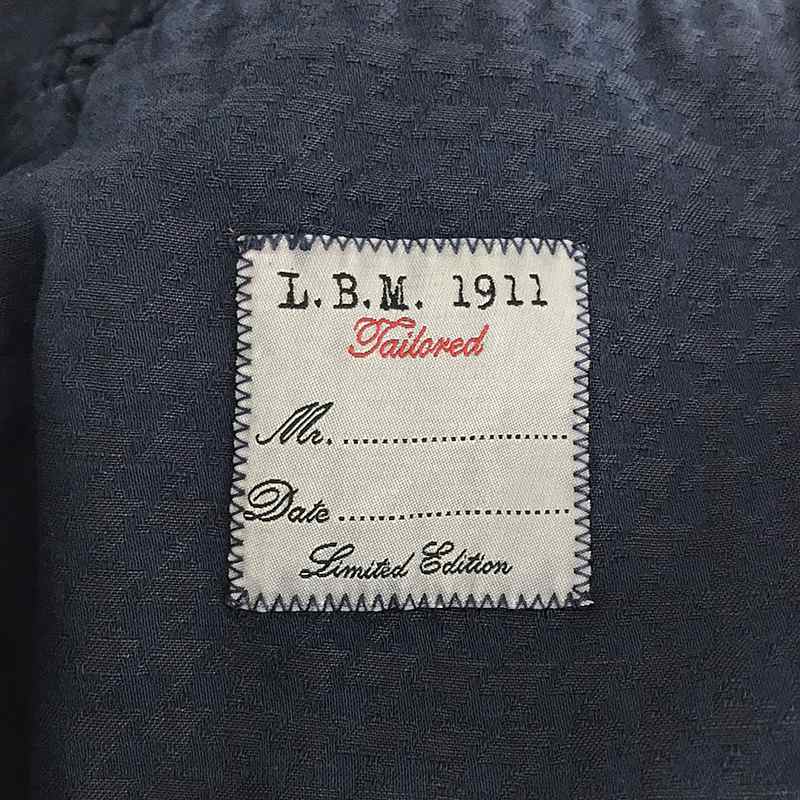 L.B.M. 1911
Tailored
Mr. ..............................
Date ..............................
Limited Edition